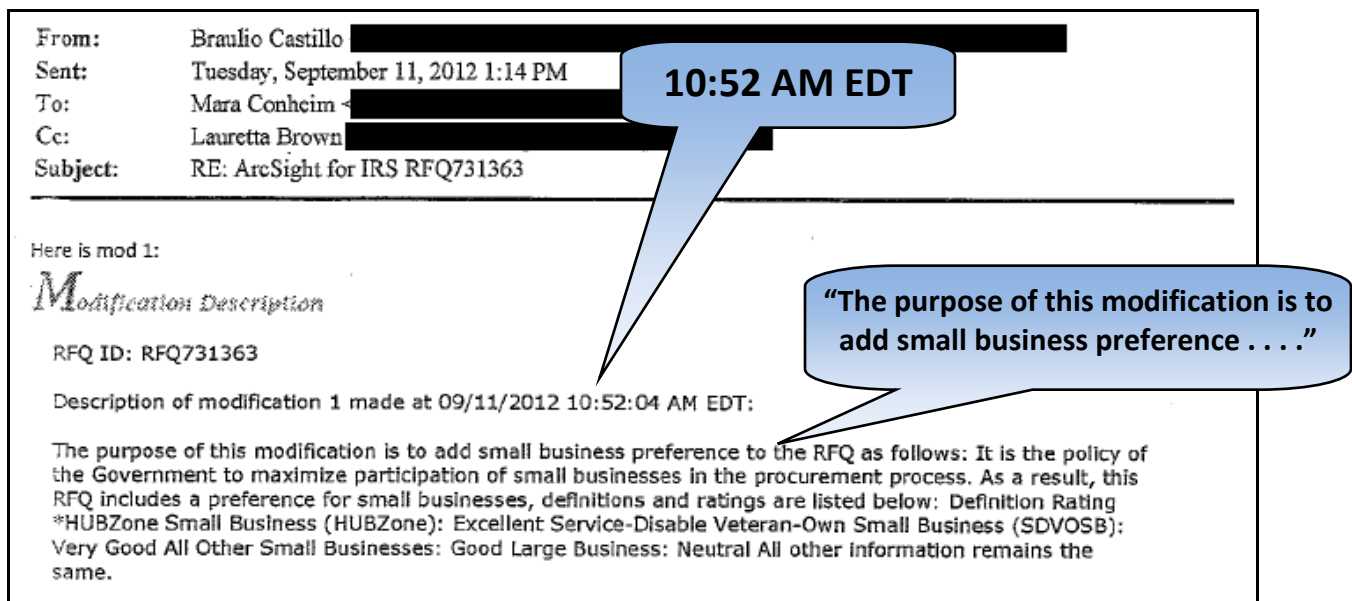 From: Braulio Castillo
Sent: Tuesday, September 11, 2012 1:14 PM
To: Mara Conheim <
Cc: Lauretta Brown
Subject: RE: ArcSight for IRS RFQ731363
10:52 AM EDT
Here is mod 1:
Modification Description
RFQ ID: RFQ731363
Description of modification 1 made at 09/11/2012 10:52:04 AM EDT:
“The purpose of this modification is to
add small business preference . . . .”
The purpose of this modification is to add small business preference to the RFQ as follows: It is the policy of
the Government to maximize participation of small businesses in the procurement process. As a result, this
RFQ includes a preference for small businesses, definitions and ratings are listed below: Definition Rating
*HUBZone Small Business (HUBZone): Excellent Service-Disable Veteran-Own Small Business (SDVOSB):
Very Good All Other Small Businesses: Good Large Business: Neutral All other information remains the
same.